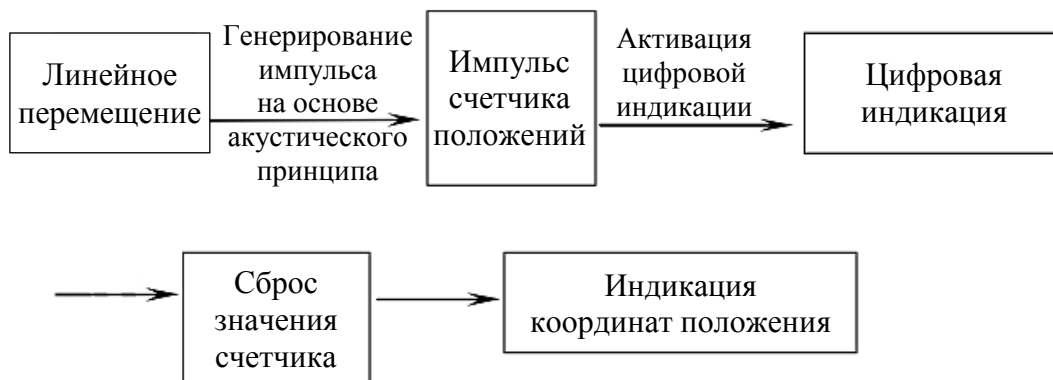 Линейное
перемещение
Генерирование
импульса
на основе
акустического
принципа
Импульс
счетчика
положений
Активация
цифровой
индикации
Цифровая
индикация
Сброс
значения
счетчика
Индикация
координат положения